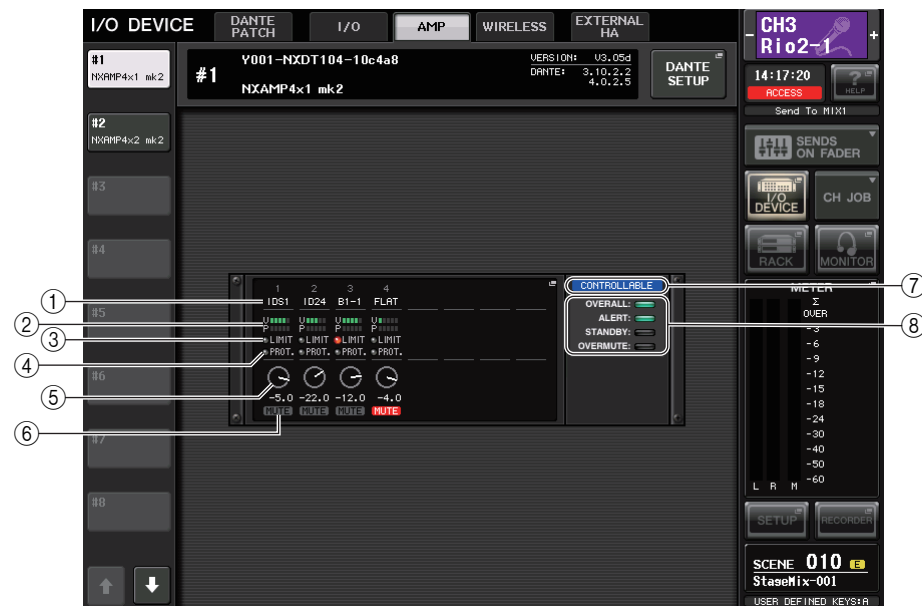 I/O DEVICE
DANTE PATCH
I/O
AMP
WIRELESS
EXTERNAL HA
CH3
Rio2-1
- +
#1
NXAMP4x1 mk2
#1
Y001-NXDT104-10c4a8
NXAMP4x1 mk2
VERSION: V3.05d
DANTE: 3.10.2.2
4.0.2.5
DANTE SETUP
14:17:20
ACCESS
? HELP
Send To MIX1
#2
NXAMP4x2 mk2
SENDS ON FADER
#3
I/O DEVICE
CH JOB
#4
RACK
MONITOR
1 2 3 4
① IDS1 ID24 B1-1 FLAT
② V V V V
P P P P
③ LIMIT LIMIT LIMIT LIMIT
④ PROT. PROT. PROT. PROT.
⑤
-5.0 -22.0 -12.0 -4.0
⑥ MUTE MUTE MUTE MUTE
CONTROLLABLE ⑦
OVERALL:
ALERT: ⑧
STANDBY:
OVERMUTE:
#5
#6
#7
#8
METER
Σ
OVER
-3
-6
-9
-12
-15
-18
-24
-30
-40
-50
-60
L R M
SETUP
RECORDER
SCENE 010 E
StageMix-001
USER DEFINED KEYS:A